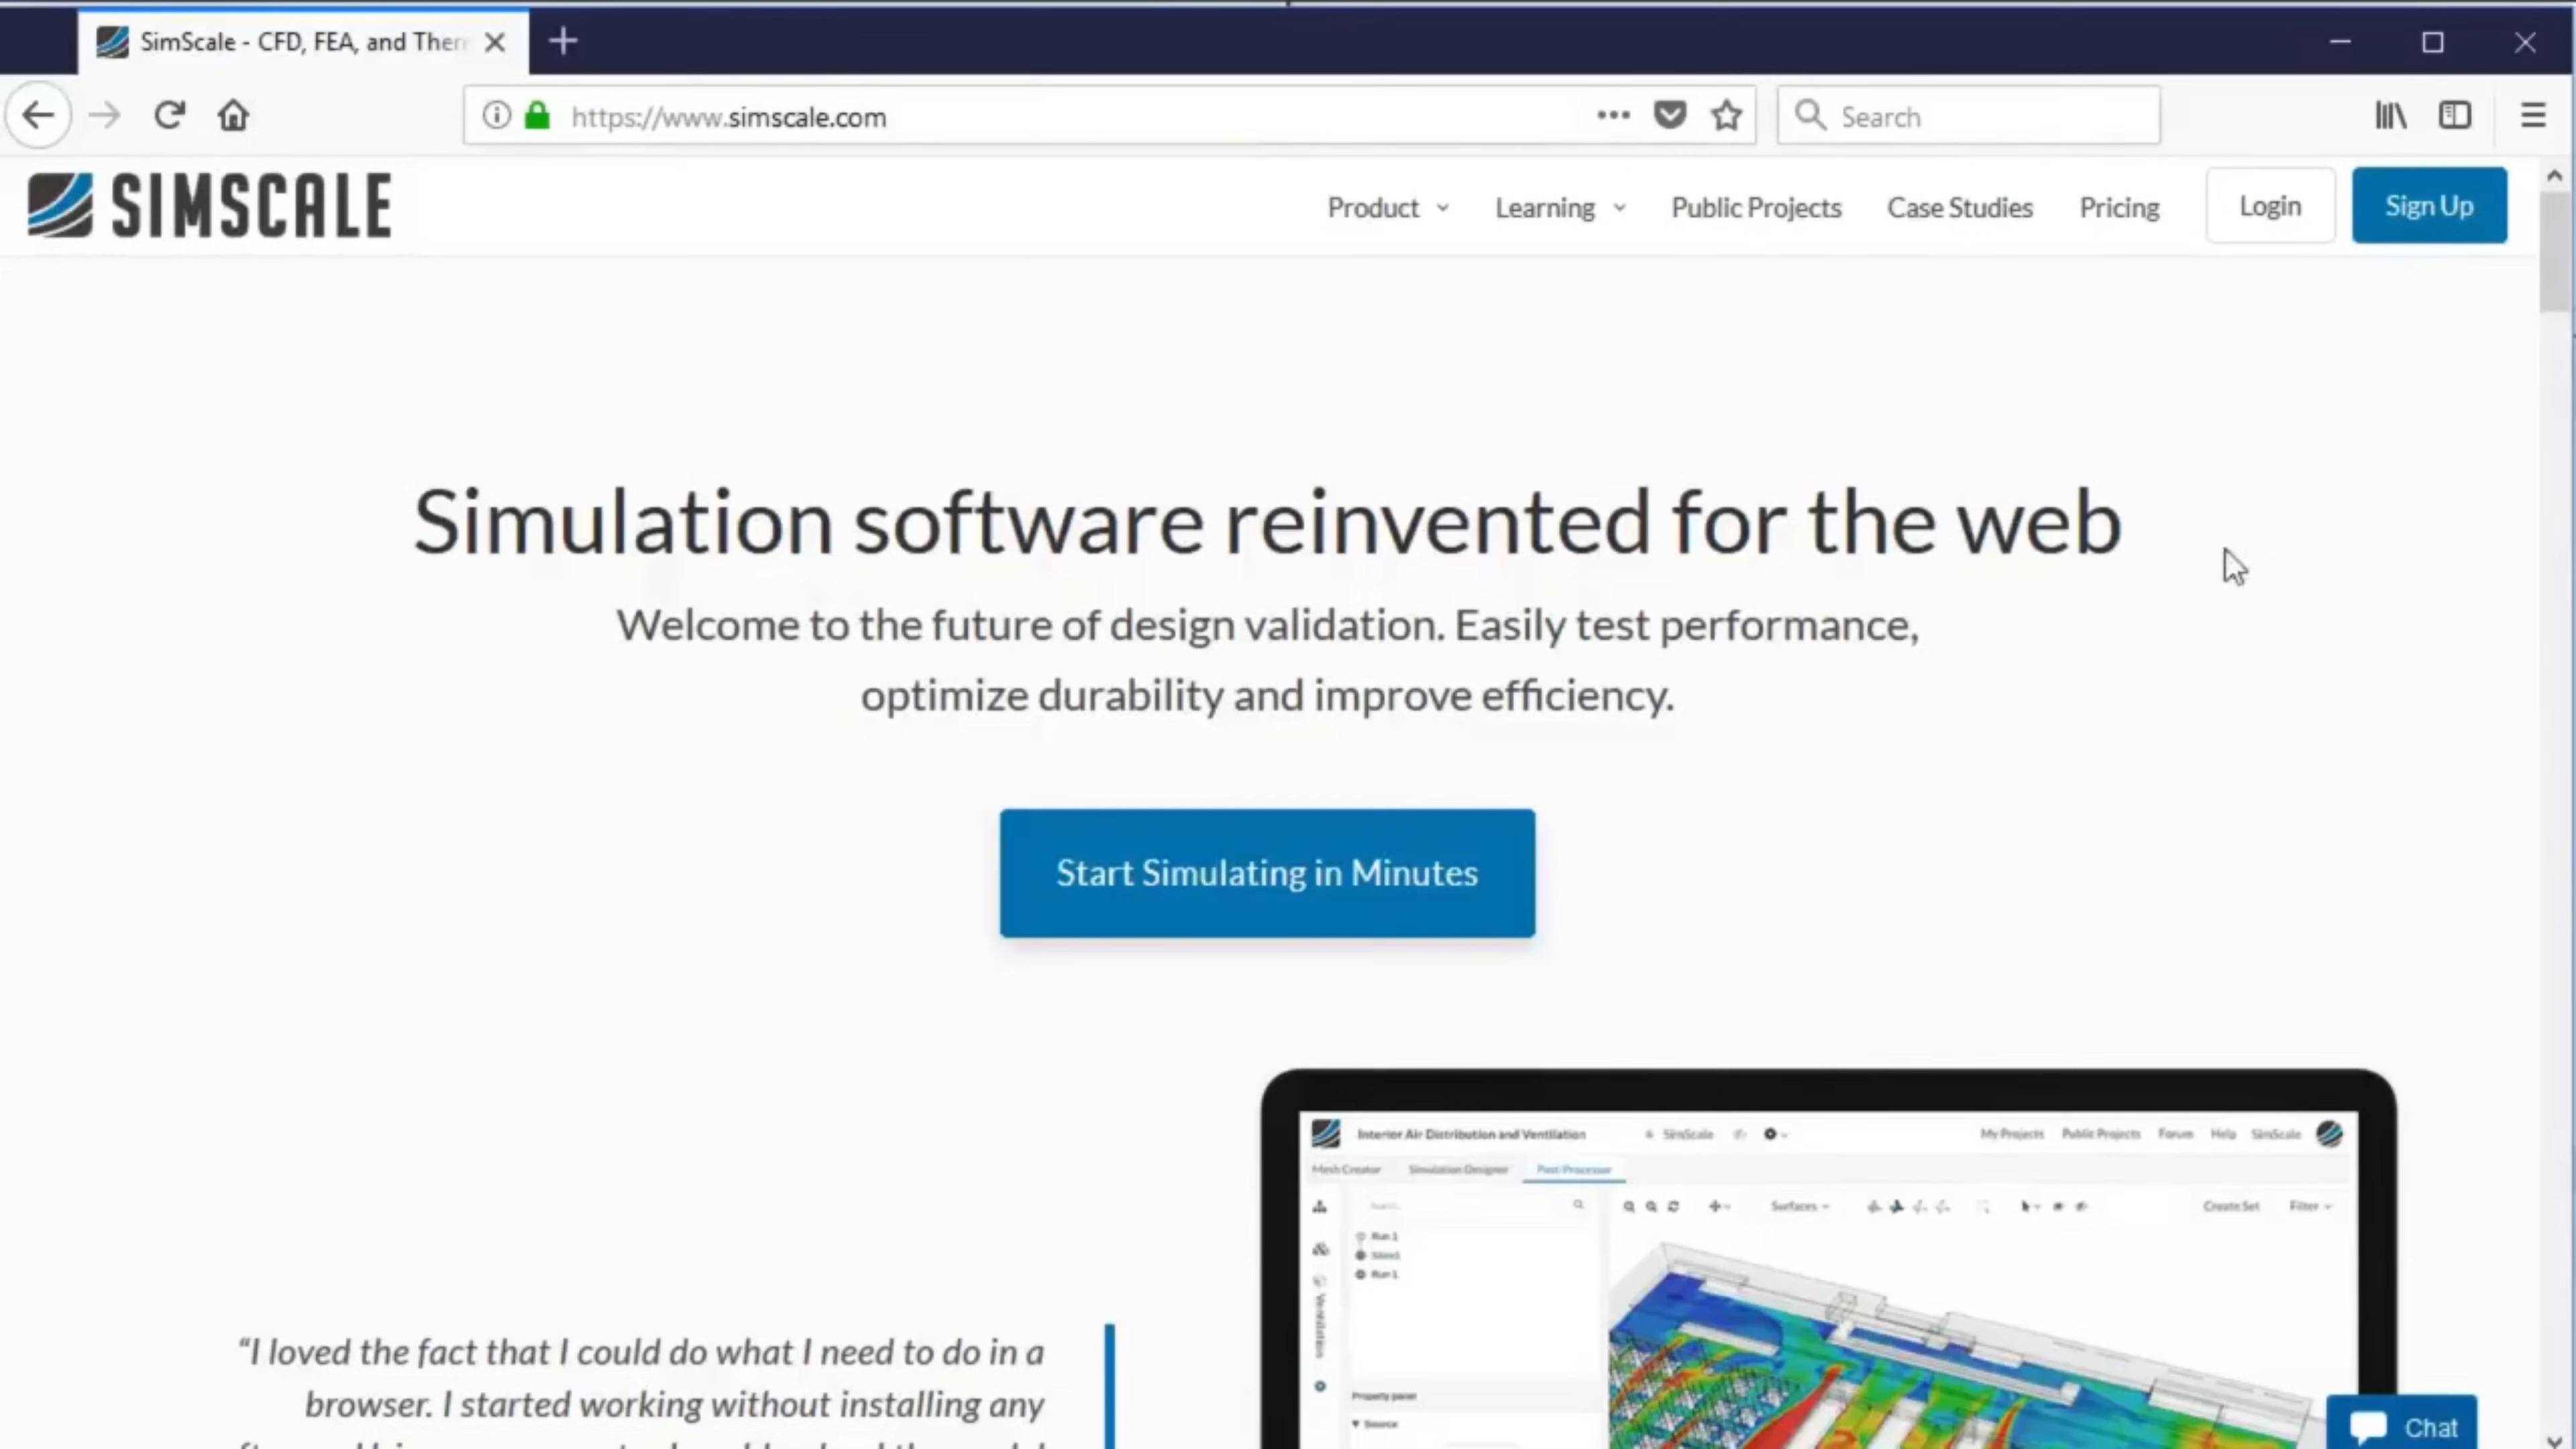 SimScale - CFD, FEA, and Ther
https://www.simscale.com
Search
SIMSCALE
Product
Learning
Public Projects
Case Studies
Pricing
Login
Sign Up
Simulation software reinvented for the web
Welcome to the future of design validation. Easily test performance,
optimize durability and improve efficiency.
Start Simulating in Minutes
Interior Air Distribution and Ventilation
SimScale
My Projects
Public Projects
Forum
Help
SimScale
Mesh Creator
Simulation Designer
Post-Processor
Surfaces
Create Set
Filter
Run 1
Run 1
Property panel
Source
“I loved the fact that I could do what I need to do in a
browser. I started working without installing any
Chat